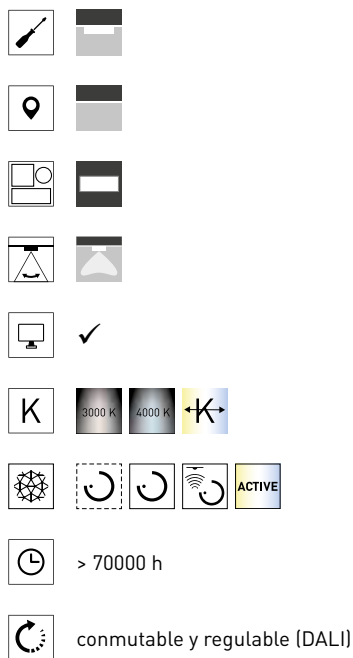 K
3000 K
4000 K
K
ACTIVE
> 70000 h
conmutable y regulable (DALI)